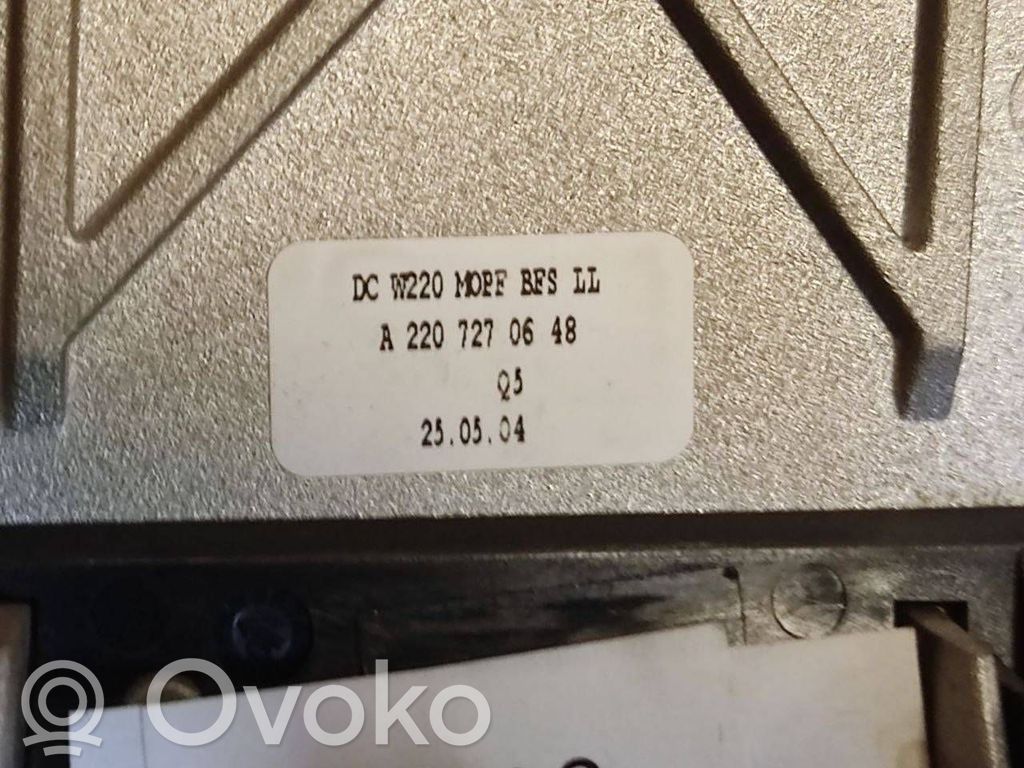 DC W220 MOPF BFS LL
A 220 727 06 48
Q5
25.05.04
Ovoko